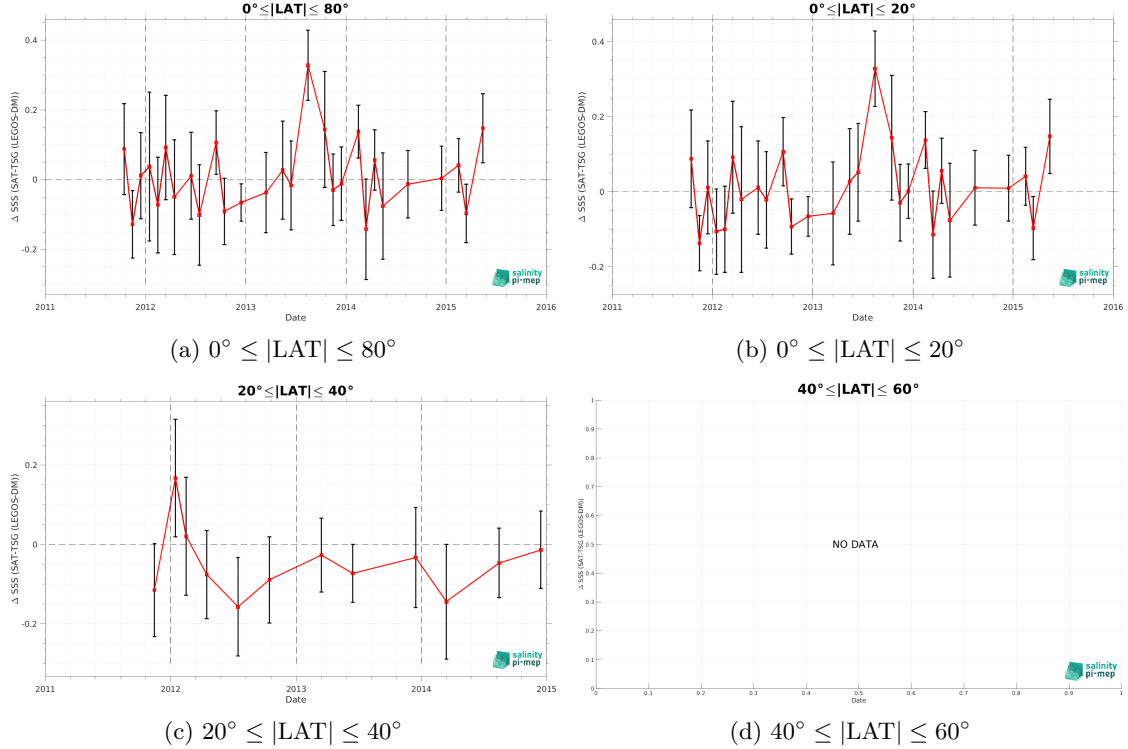 0°≤|LAT|≤ 80°
Δ SSS (SAT-TSG (LEGOS-DM))
0.4
0.2
0
-0.2
2011 2012 2013 2014 2015 2016
Date
salinity
pi-mep
(a) 0° ≤ |LAT| ≤ 80°
0°≤|LAT|≤ 20°
Δ SSS (SAT-TSG (LEGOS-DM))
0.4
0.2
0
-0.2
2011 2012 2013 2014 2015 2016
Date
salinity
pi-mep
(b) 0° ≤ |LAT| ≤ 20°
20°≤|LAT|≤ 40°
Δ SSS (SAT-TSG (LEGOS-DM))
0.2
0
-0.2
2011 2012 2013 2014 2015
Date
salinity
pi-mep
(c) 20° ≤ |LAT| ≤ 40°
40°≤|LAT|≤ 60°
Δ SSS (SAT-TSG (LEGOS-DM))
1
0.9
0.8
0.7
0.6
0.5
0.4
0.3
0.2
0.1
0
NO DATA
0 0.1 0.2 0.3 0.4 0.5 0.6 0.7 0.8 0.9 1
Date
salinity
pi-mep
(d) 40° ≤ |LAT| ≤ 60°